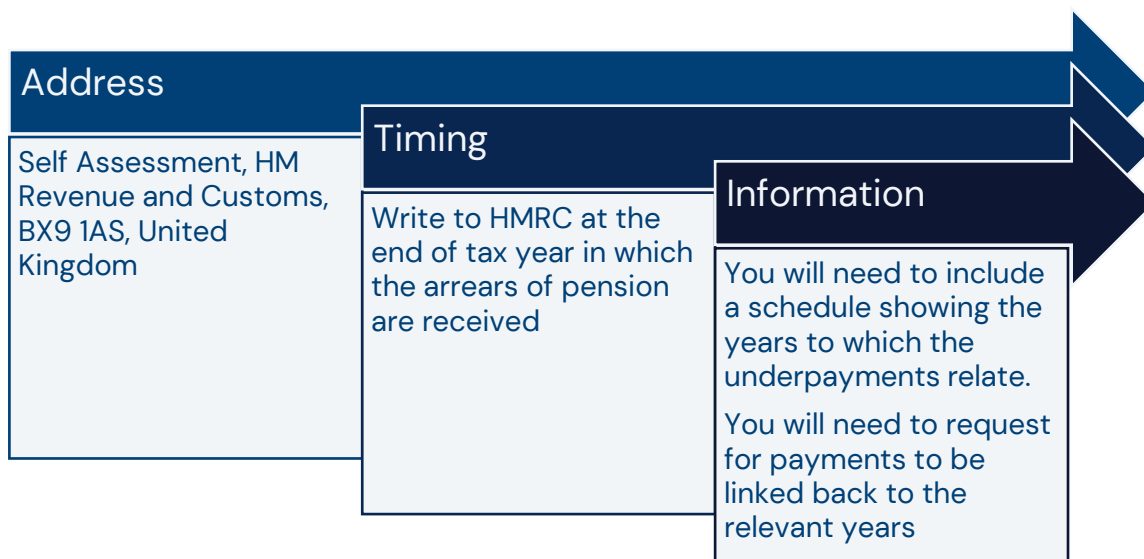 Address
Self Assessment, HM
Revenue and Customs,
BX9 1AS, United
Kingdom
Timing
Write to HMRC at the
end of tax year in which
the arrears of pension
are received
Information
You will need to include
a schedule showing the
years to which the
underpayments relate.
You will need to request
for payments to be
linked back to the
relevant years